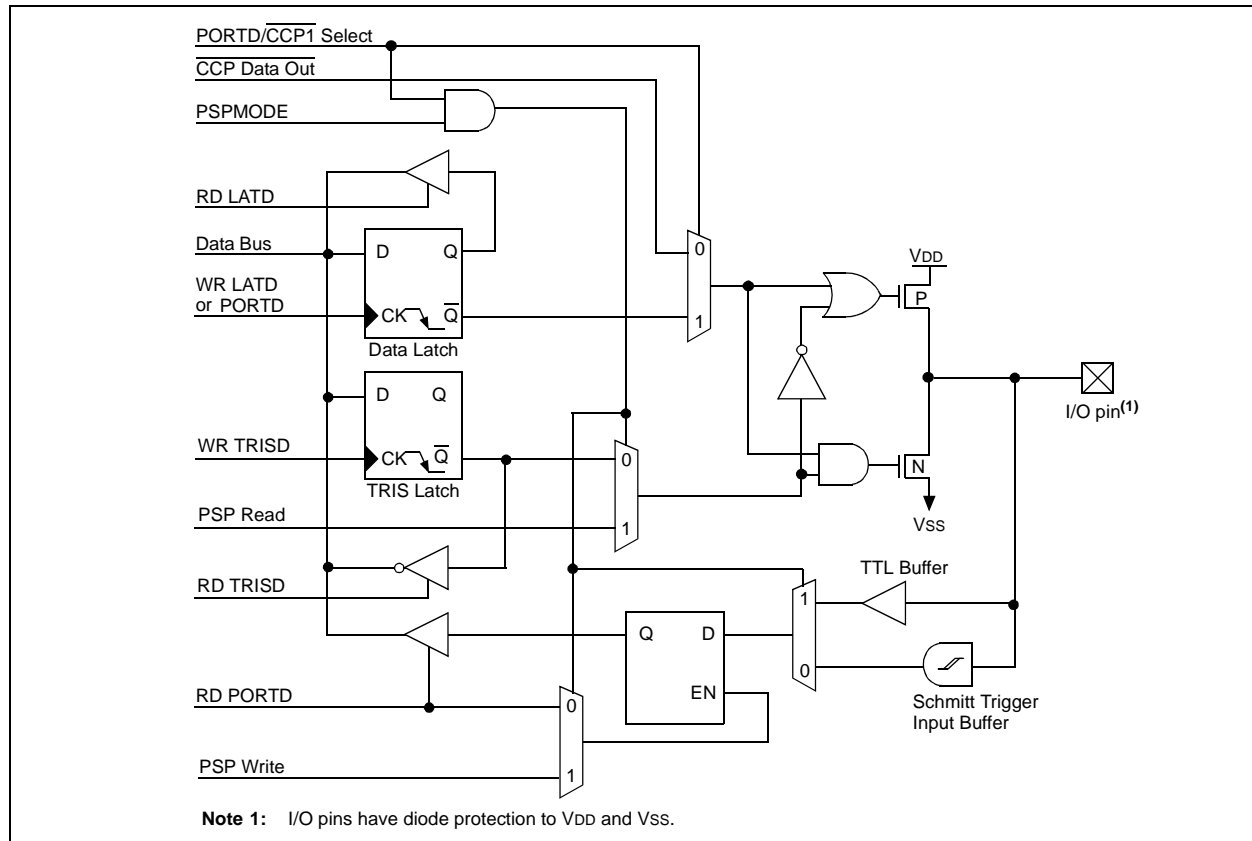 PORTD/CCP1 Select
CCP Data Out
PSPMODE
RD LATD
Data Bus
WR LATD
or PORTD
D Q
CK Q
Data Latch
0
1
VDD
P
I/O pin(1)
D Q
WR TRISD
CK Q
TRIS Latch
0
1
N
VSS
PSP Read
RD TRISD
TTL Buffer
1
0
Q D
EN
RD PORTD
0
1
Schmitt Trigger
Input Buffer
PSP Write
Note 1: I/O pins have diode protection to VDD and VSS.